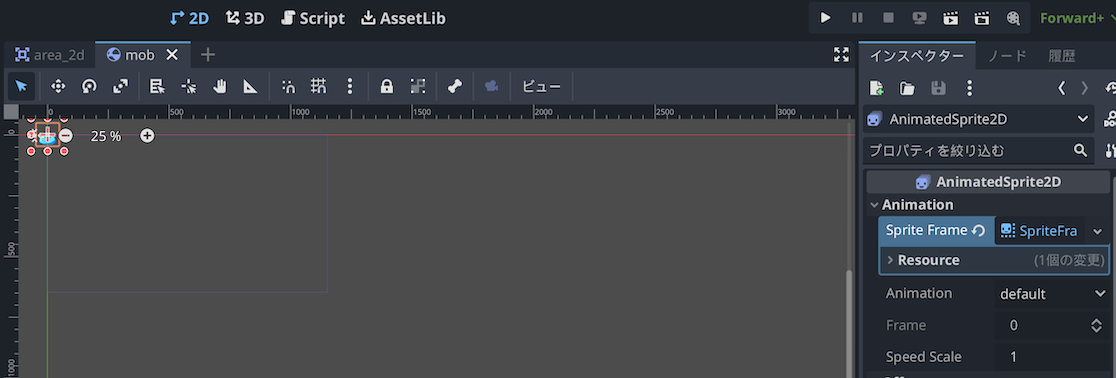 2D 3D Script AssetLib Forward+
area_2d mob インスペクター ノード 履歴
ビュー
0 500 1000 1500 2000 2500 3000
AnimatedSprite2D
0
25 %
プロパティを絞り込む
AnimatedSprite2D
Animation
Sprite Frame SpriteFra
500
Resource (1個の変更)
Animation default
Frame 0
Speed Scale 1
1000